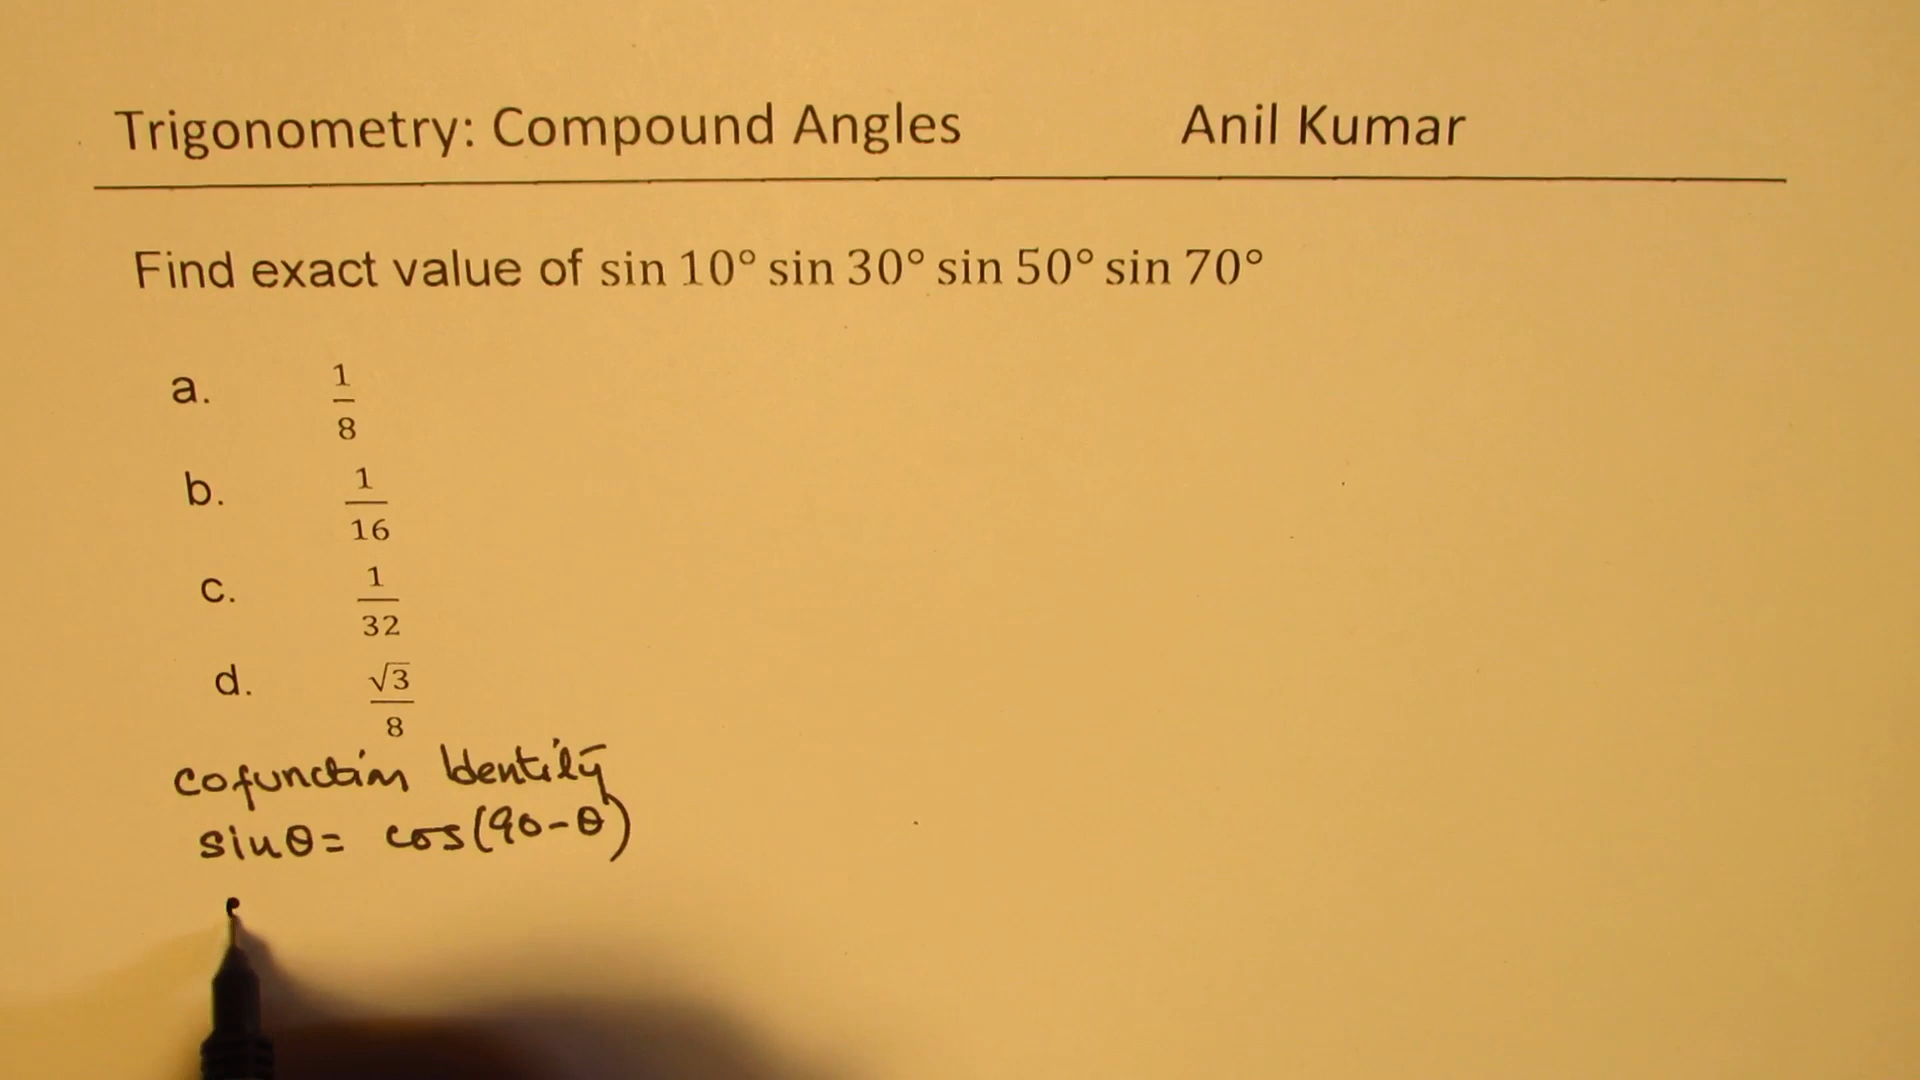 Trigonometry: Compound Angles Anil Kumar
Find exact value of sin 10° sin 30° sin 50° sin 70°
a. 1/8
b. 1/16
c. 1/32
d. √3/8
cofunction Identity
sinθ= cos(90-θ)